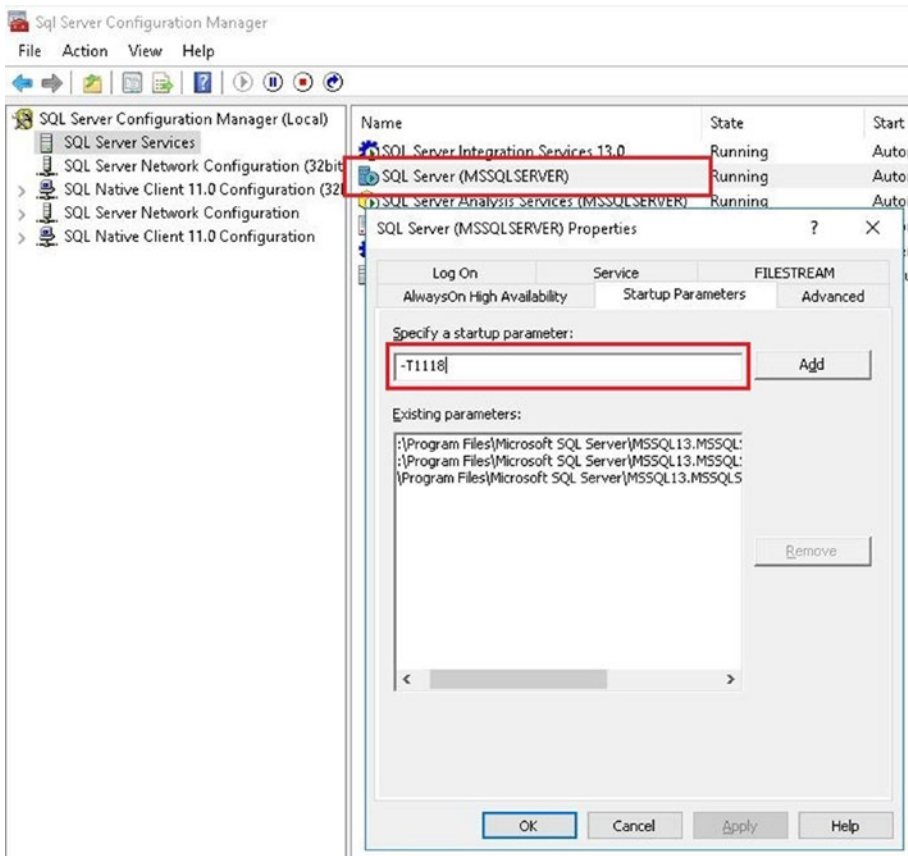 Sql Server Configuration Manager
File Action View Help
SQL Server Configuration Manager (Local)
SQL Server Services
SQL Server Network Configuration (32bit
SQL Native Client 11.0 Configuration (32
SQL Server Network Configuration
SQL Native Client 11.0 Configuration
Name State Start
SQL Server Integration Services 13.0 Running Auto
SQL Server (MSSQLSERVER) Running Auto
SQL Server Analysis Services (MSSQLSERVER) Running Auto
SQL Server (MSSQLSERVER) Properties ? X
Log On Service FILESTREAM
AlwaysOn High Availability Startup Parameters Advanced
Specify a startup parameter:
-T1118 Add
Existing parameters:
:\Program Files\Microsoft SQL Server\MSSQL13.MSSQL
:\Program Files\Microsoft SQL Server\MSSQL13.MSSQL
\Program Files\Microsoft SQL Server\MSSQL13.MSSQLS
Remove
OK Cancel Apply Help